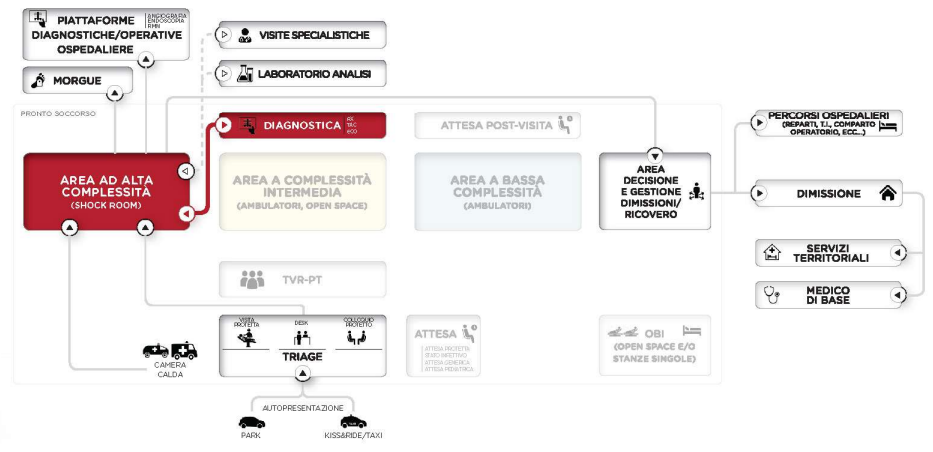 PIATTAFORME
DIAGNOSTICHE/OPERATIVE
OSPEDALIERE
ANGIOGRAFIA
ENDOSCOPIA
RMN
VISITE SPECIALISTICHE
MORGUE
LABORATORIO ANALISI
PRONTO SOCCORSO
DIAGNOSTICA
RX
TAC
ECO
ATTESA POST-VISITA
PERCORSI OSPEDALIERI
(REPARTI, T.I., COMPARTO
OPERATORIO, ECC...)
AREA AD ALTA
COMPLESSITÀ
(SHOCK ROOM)
AREA A COMPLESSITÀ
INTERMEDIA
(AMBULATORI, OPEN SPACE)
AREA A BASSA
COMPLESSITÀ
(AMBULATORI)
AREA
DECISIONE
E GESTIONE
DIMISSIONI/
RICOVERO
DIMISSIONE
SERVIZI
TERRITORIALI
TVR-PT
MEDICO
DI BASE
VISITA
PROTETTA
DESK
COLLOQUIO
PROTETTO
TRIAGE
ATTESA
ATTESA PROTETTA
STATO INFETTIVO
ATTESA GENERICA
ATTESA PEDIATRICA
OBI
(OPEN SPACE E/O
STANZE SINGOLE)
CAMERA
CALDA
AUTOPRESENTAZIONE
PARK
KISS&RIDE/TAXI